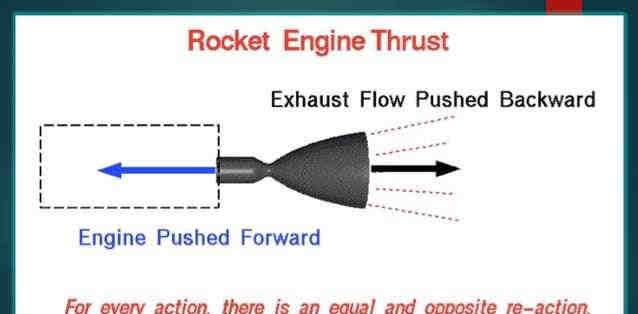 Rocket Engine Thrust
Exhaust Flow Pushed Backward
Engine Pushed Forward
For every action, there is an equal and opposite re-action.